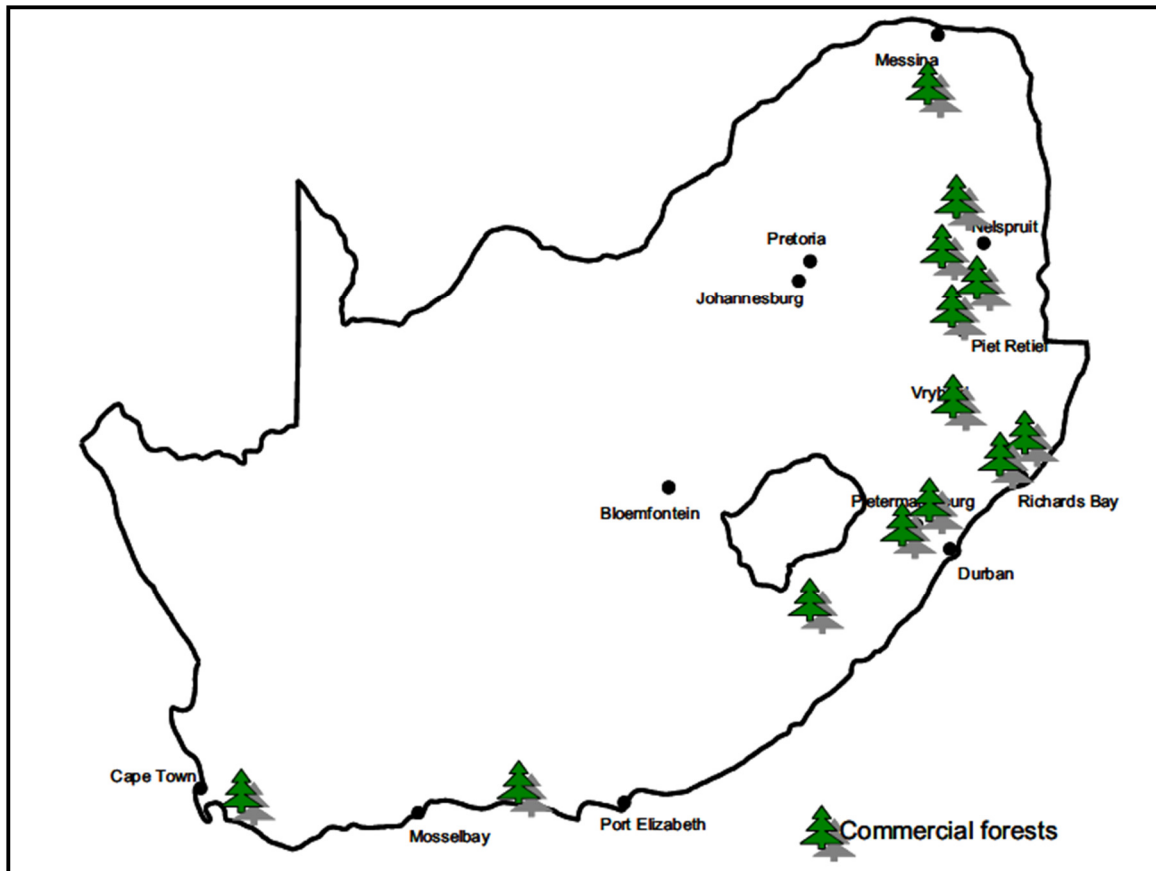 Messina
Nelspruit
Pretoria
Johannesburg
Piet Retief
Bloemfontein
Richards Bay
Durban
Cape Town
Mosselbay
Port Elizabeth
Commercial forests